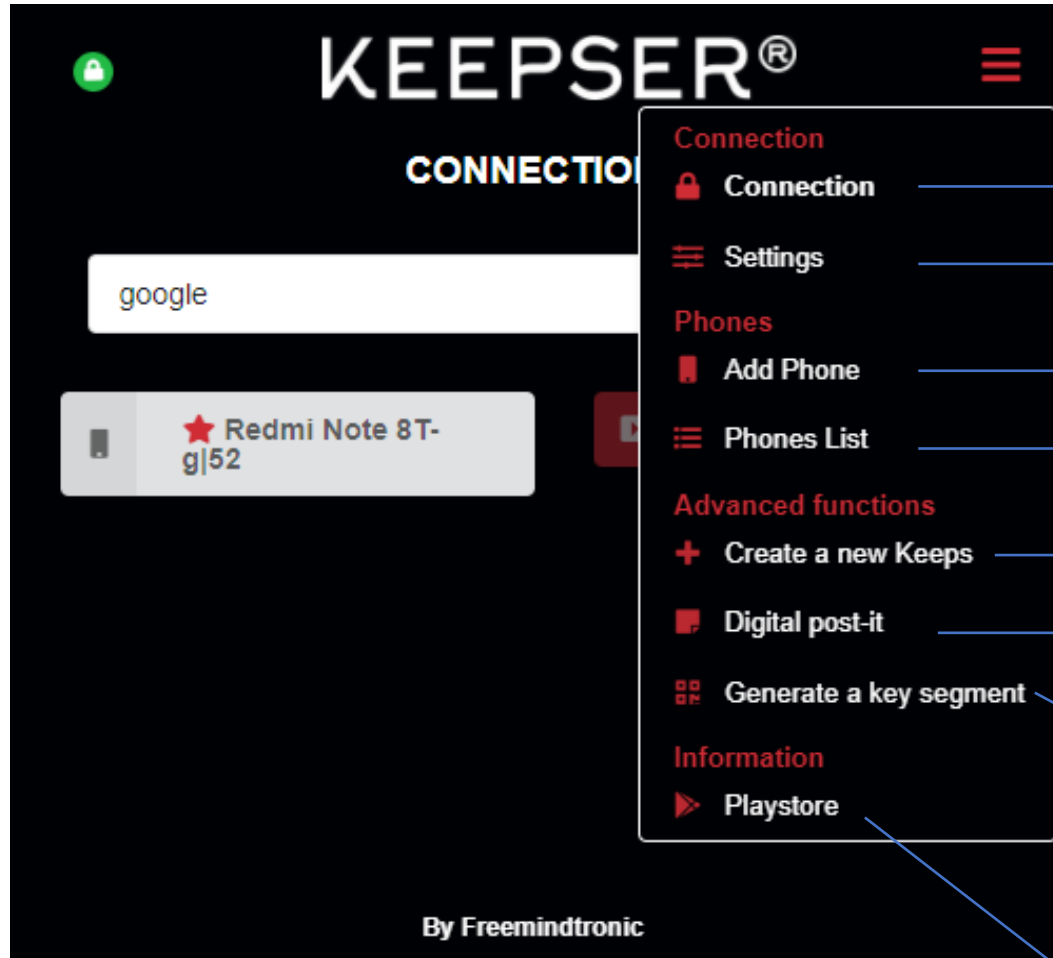 KEEPSER®
CONNECTIO
google
Redmi Note 8T-
g|52
Connection
Connection
Settings
Phones
Add Phone
Phones List
Advanced functions
Create a new Keeps
Digital post-it
Generate a key segment
Information
Playstore
By Freemindtronic